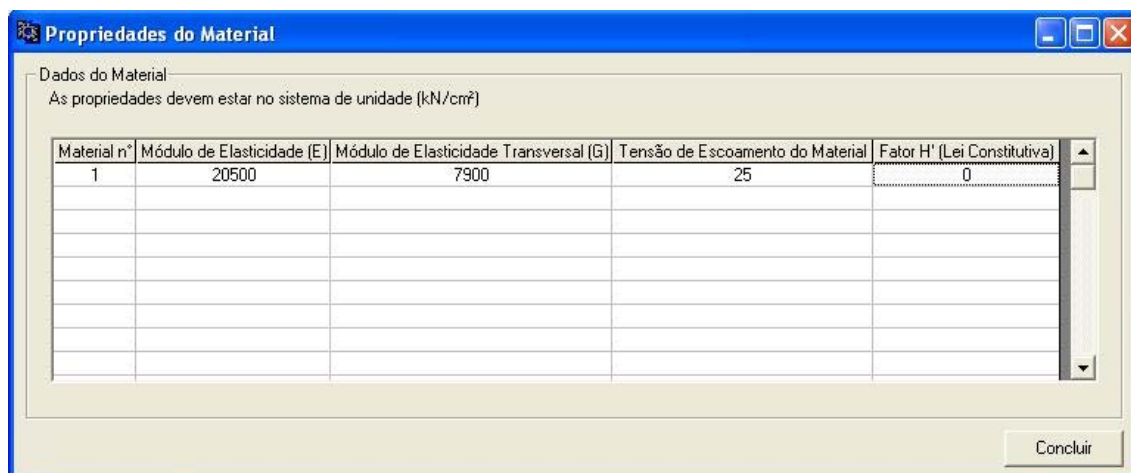 Propriedades do Material
Dados do Material
As propriedades devem estar no sistema de unidade (kN/cm²)
Material n° Módulo de Elasticidade (E) Módulo de Elasticidade Transversal (G) Tensão de Escoamento do Material Fator H' (Lei Constitutiva)
1 20500 7900 25 0
Concluir